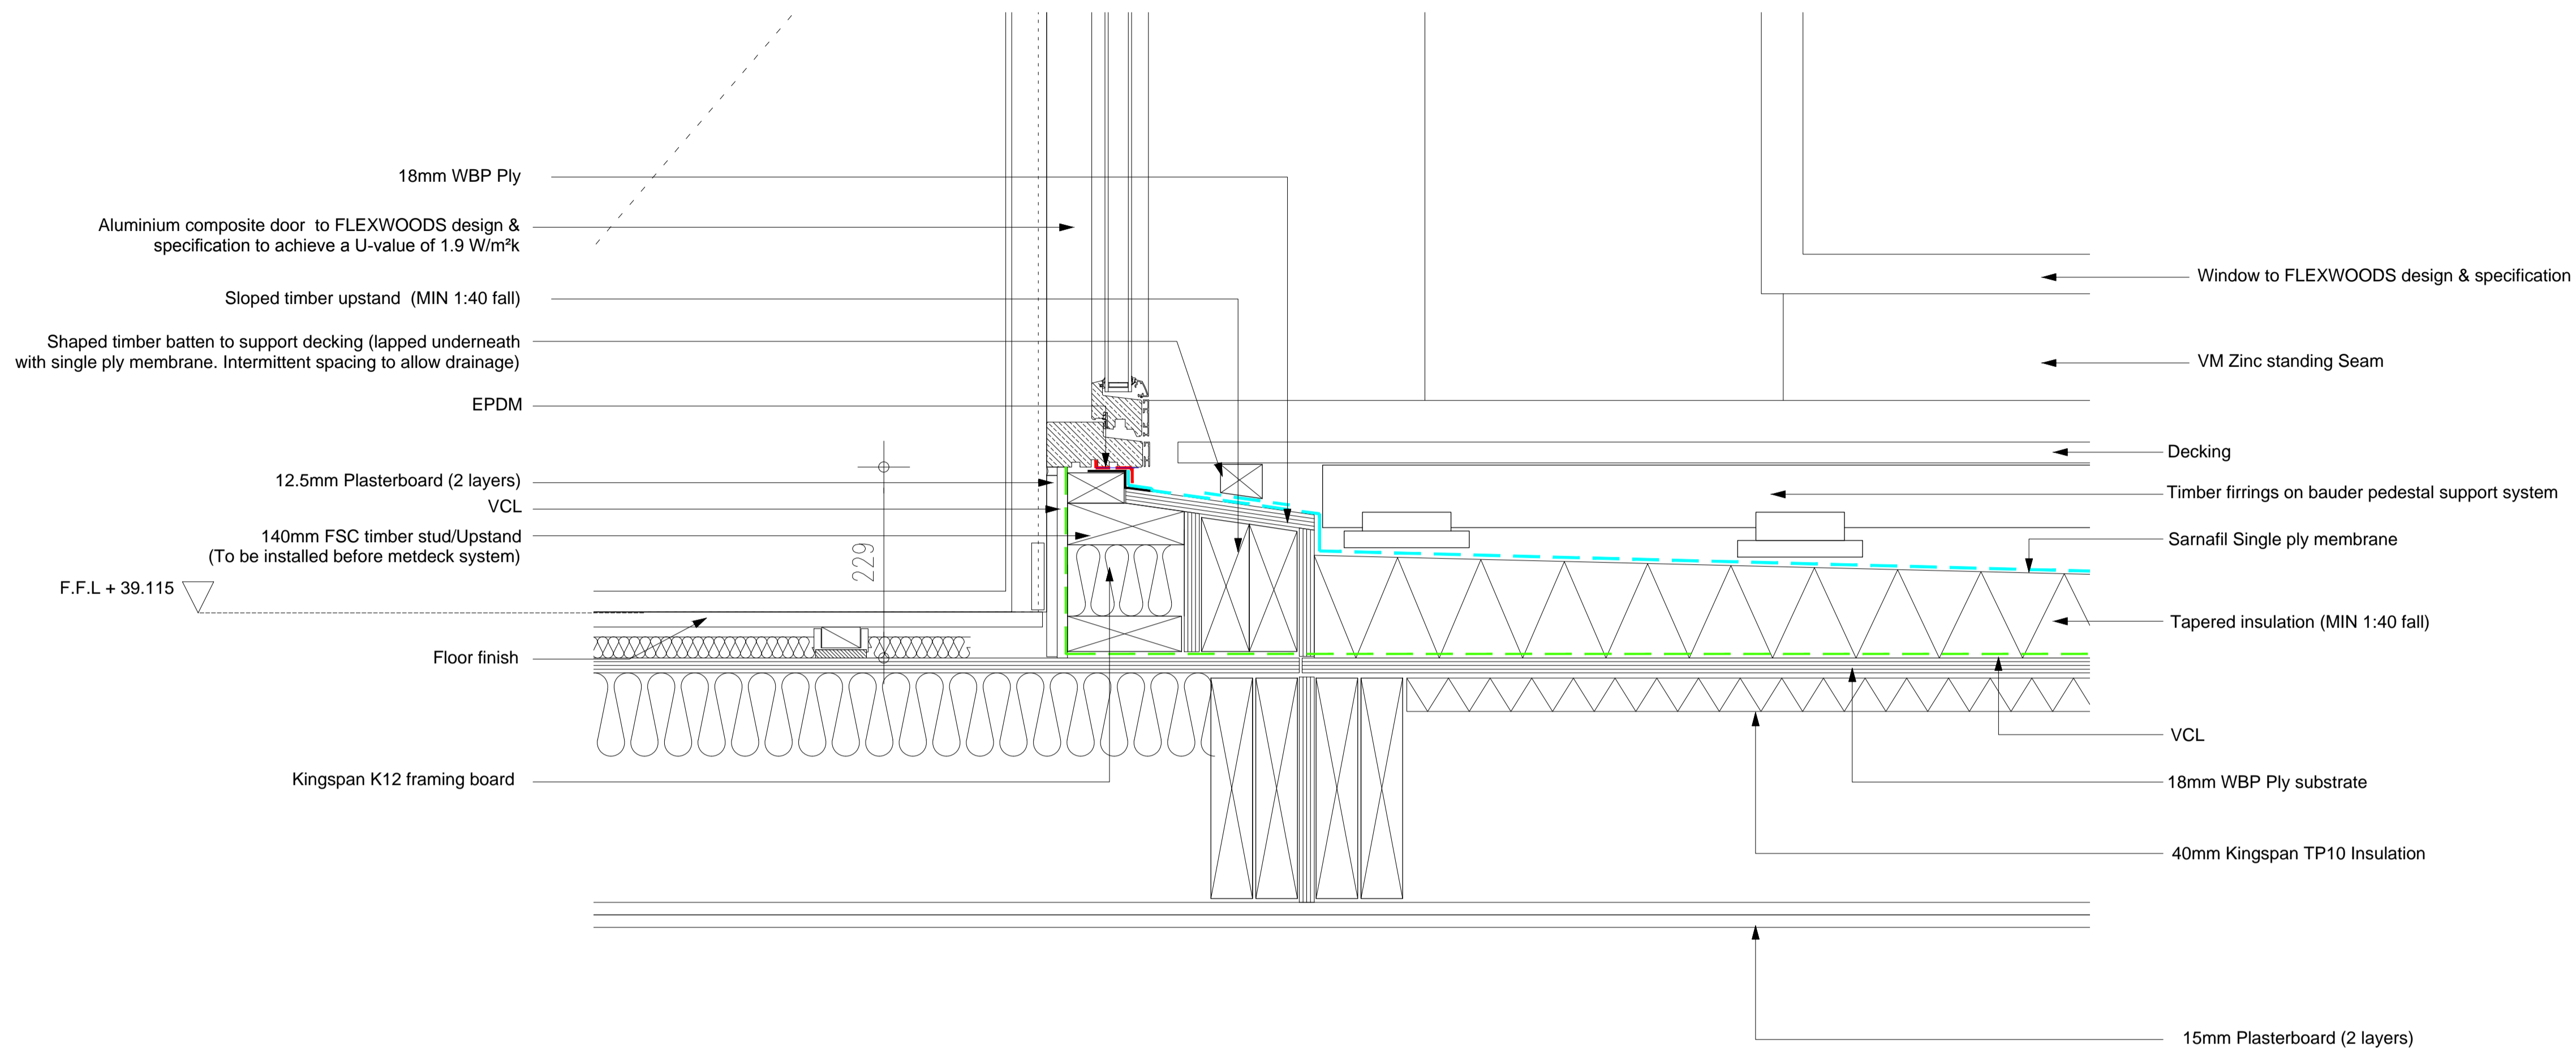 18mm WBP Ply
Aluminium composite door to FLEXWOODS design &
specification to achieve a U-value of 1.9 W/m²k
Sloped timber upstand (MIN 1:40 fall)
Shaped timber batten to support decking (lapped underneath
with single ply membrane. Intermittent spacing to allow drainage)
EPDM
12.5mm Plasterboard (2 layers)
VCL
140mm FSC timber stud/Upstand
(To be installed before metdeck system)
F.F.L + 39.115
Floor finish
Kingspan K12 framing board
229
Window to FLEXWOODS design & specification
VM Zinc standing Seam
Decking
Timber firrings on bauder pedestal support system
Sarnafil Single ply membrane
Tapered insulation (MIN 1:40 fall)
VCL
18mm WBP Ply substrate
40mm Kingspan TP10 Insulation
15mm Plasterboard (2 layers)